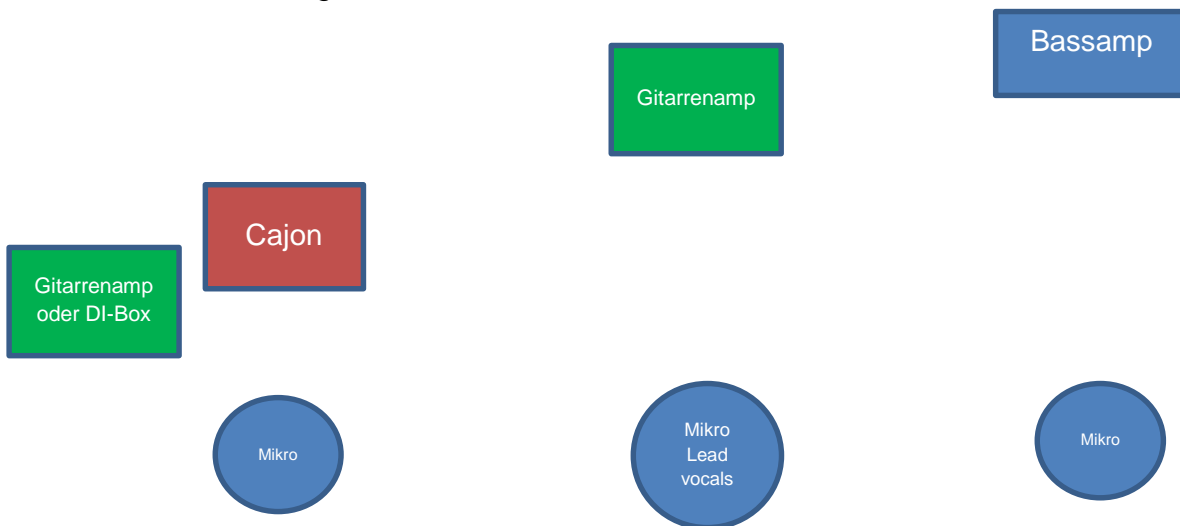 Bassamp
Gitarrenamp
Cajon
Gitarrenamp
oder DI-Box
Mikro
Mikro
Lead
vocals
Mikro